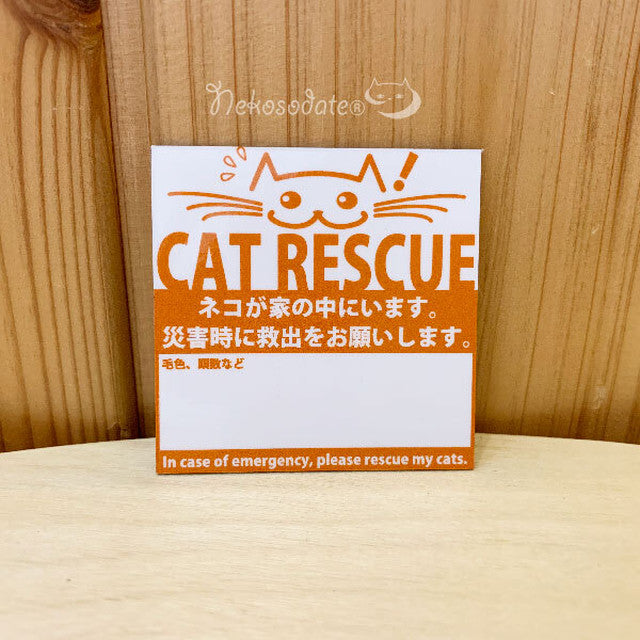 Nekosodate®
CAT RESCUE
ネコが家の中にいます。
災害時に救出をお願いします。
毛色、頭数など
In case of emergency, please rescue my cats.